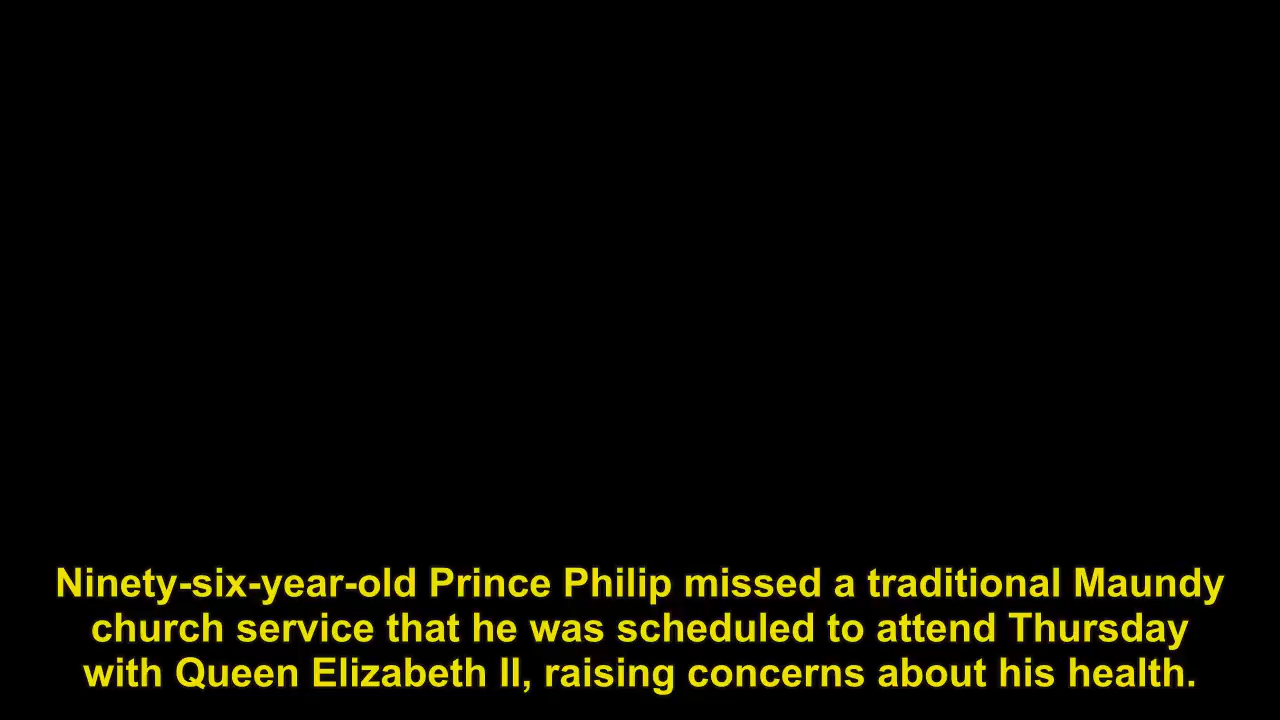 Ninety-six-year-old Prince Philip missed a traditional Maundy
church service that he was scheduled to attend Thursday
with Queen Elizabeth II, raising concerns about his health.